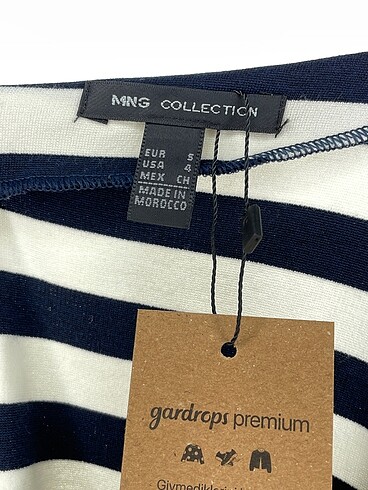 MNG COLLECTION
EUR S
USA 4
MEX CH
MADE IN
MOROCCO
gardrops premium